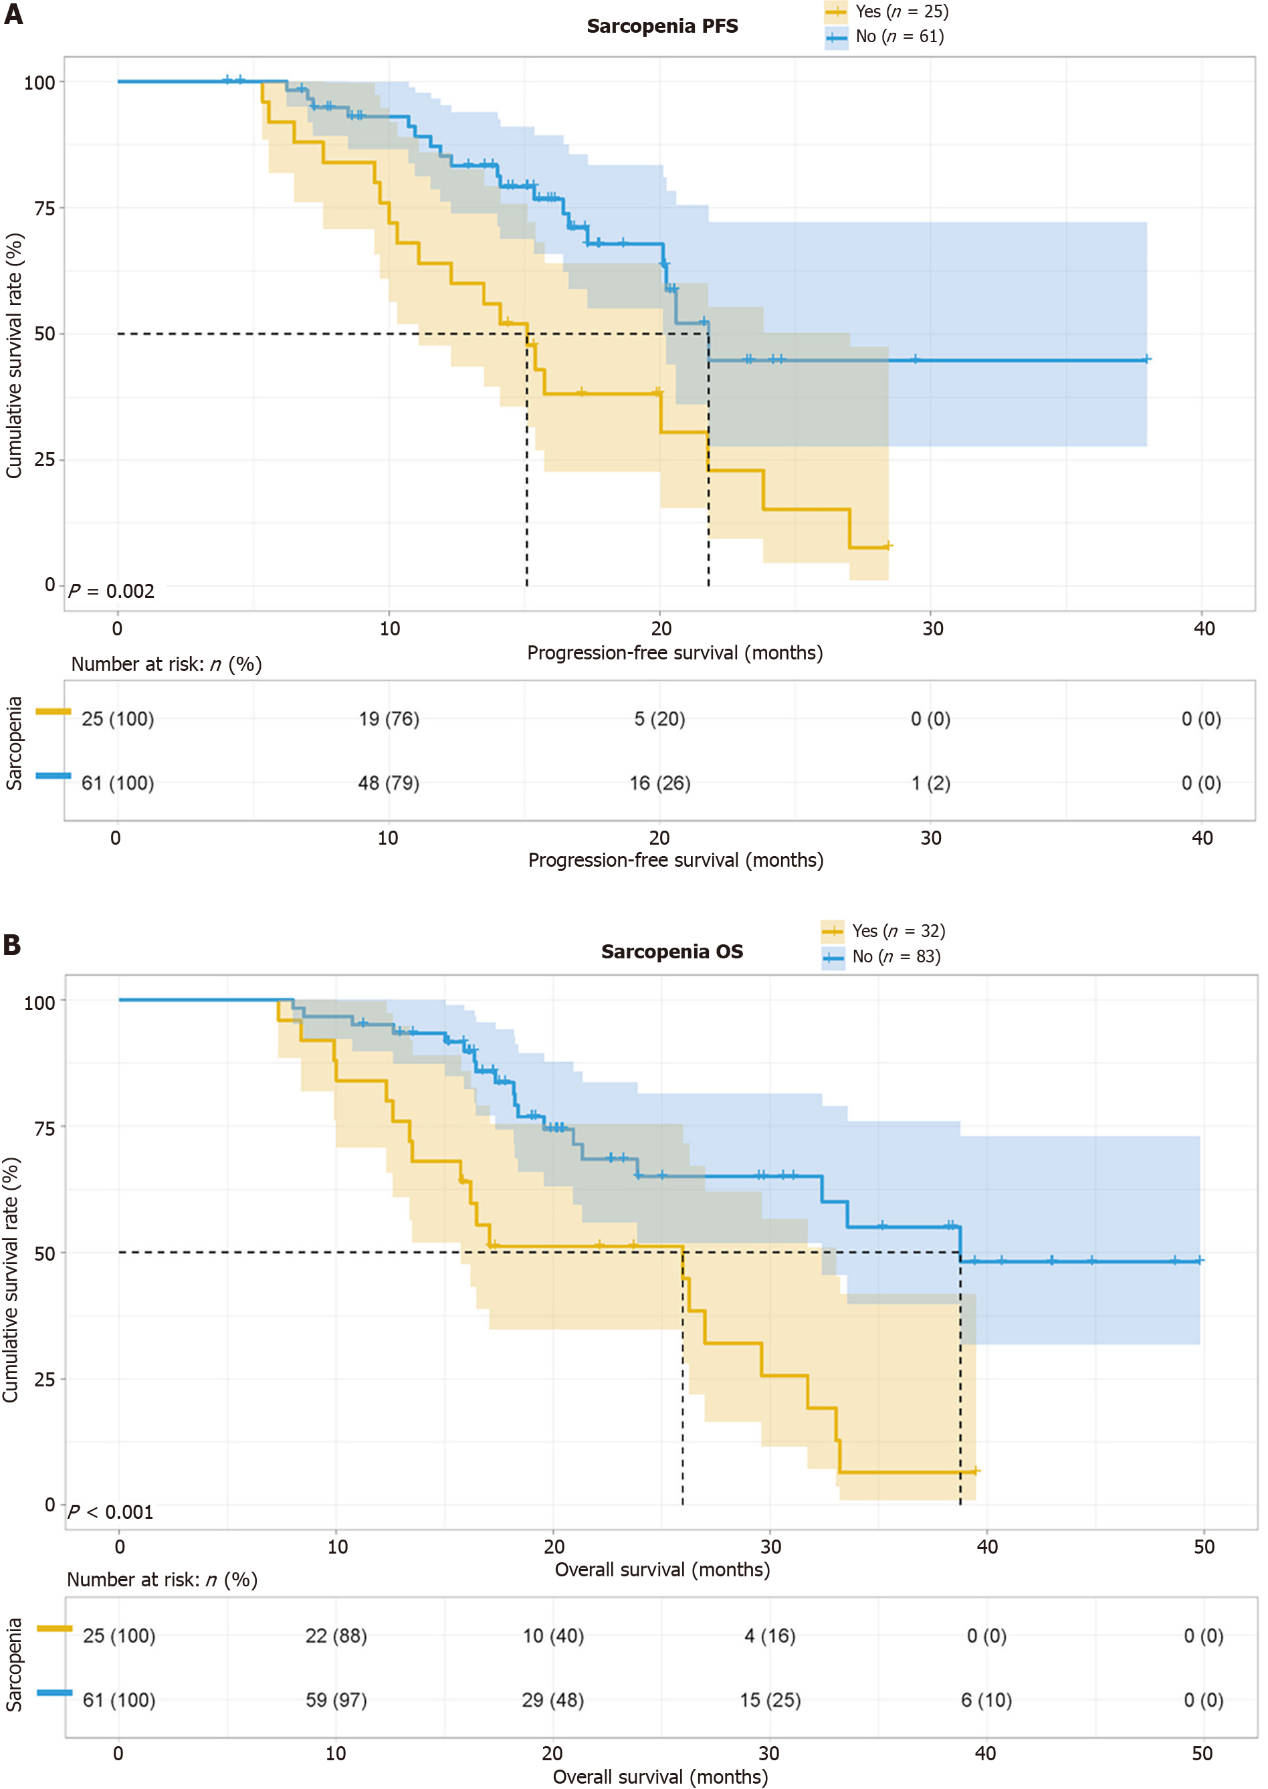 A
Sarcopenia PFS
Yes (n = 25)
No (n = 61)
Cumulative survival rate (%)
100
75
50
25
0
P = 0.002
0 10 20 30 40
Progression-free survival (months)
Number at risk: n (%)
Sarcopenia
25 (100) 19 (76) 5 (20) 0 (0) 0 (0)
61 (100) 48 (79) 16 (26) 1 (2) 0 (0)
0 10 20 30 40
Progression-free survival (months)
B
Sarcopenia OS
Yes (n = 32)
No (n = 83)
Cumulative survival rate (%)
100
75
50
25
0
P < 0.001
0 10 20 30 40 50
Overall survival (months)
Number at risk: n (%)
Sarcopenia
25 (100) 22 (88) 10 (40) 4 (16) 0 (0) 0 (0)
61 (100) 59 (97) 29 (48) 15 (25) 6 (10) 0 (0)
0 10 20 30 40 50
Overall survival (months)